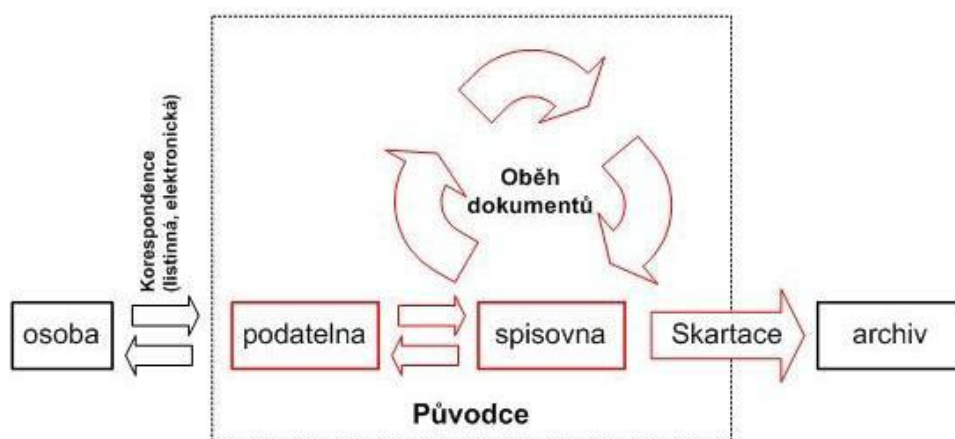 Korespondence
(listinná, elektronická)
Oběh
dokumentů
osoba
podatelna
spisovna
Skartace
archiv
Původce